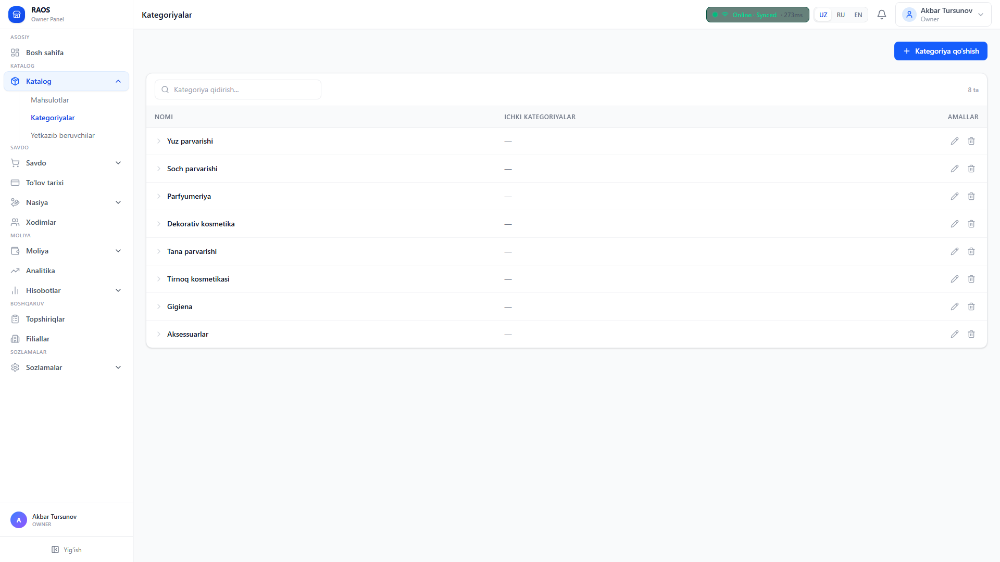 RAOS
Owner Panel
ASOSIY
Bosh sahifa
KATALOG
Katalog
Mahsulotlar
Kategoriyalar
Yetkazib beruvchilar
SAVDO
Savdo
To'lov tarixi
Nasiya
Xodimlar
MOLIYA
Moliya
Analitika
Hisobotlar
BOSHQARUV
Topshiriqlar
Filiallar
SOZLAMALAR
Sozlamalar
A
Akbar Tursunov
OWNER
Yig'ish
Kategoriyalar
Online · Synced · 273ms
UZ RU EN
Akbar Tursunov
Owner
Kategoriya qo'shish
Kategoriya qidirish...
8 ta
NOMI ICHKI KATEGORIYALAR AMALLAR
Yuz parvarishi —
Soch parvarishi —
Parfyumeriya —
Dekorativ kosmetika —
Tana parvarishi —
Tirnoq kosmetikasi —
Gigiena —
Aksessuarlar —